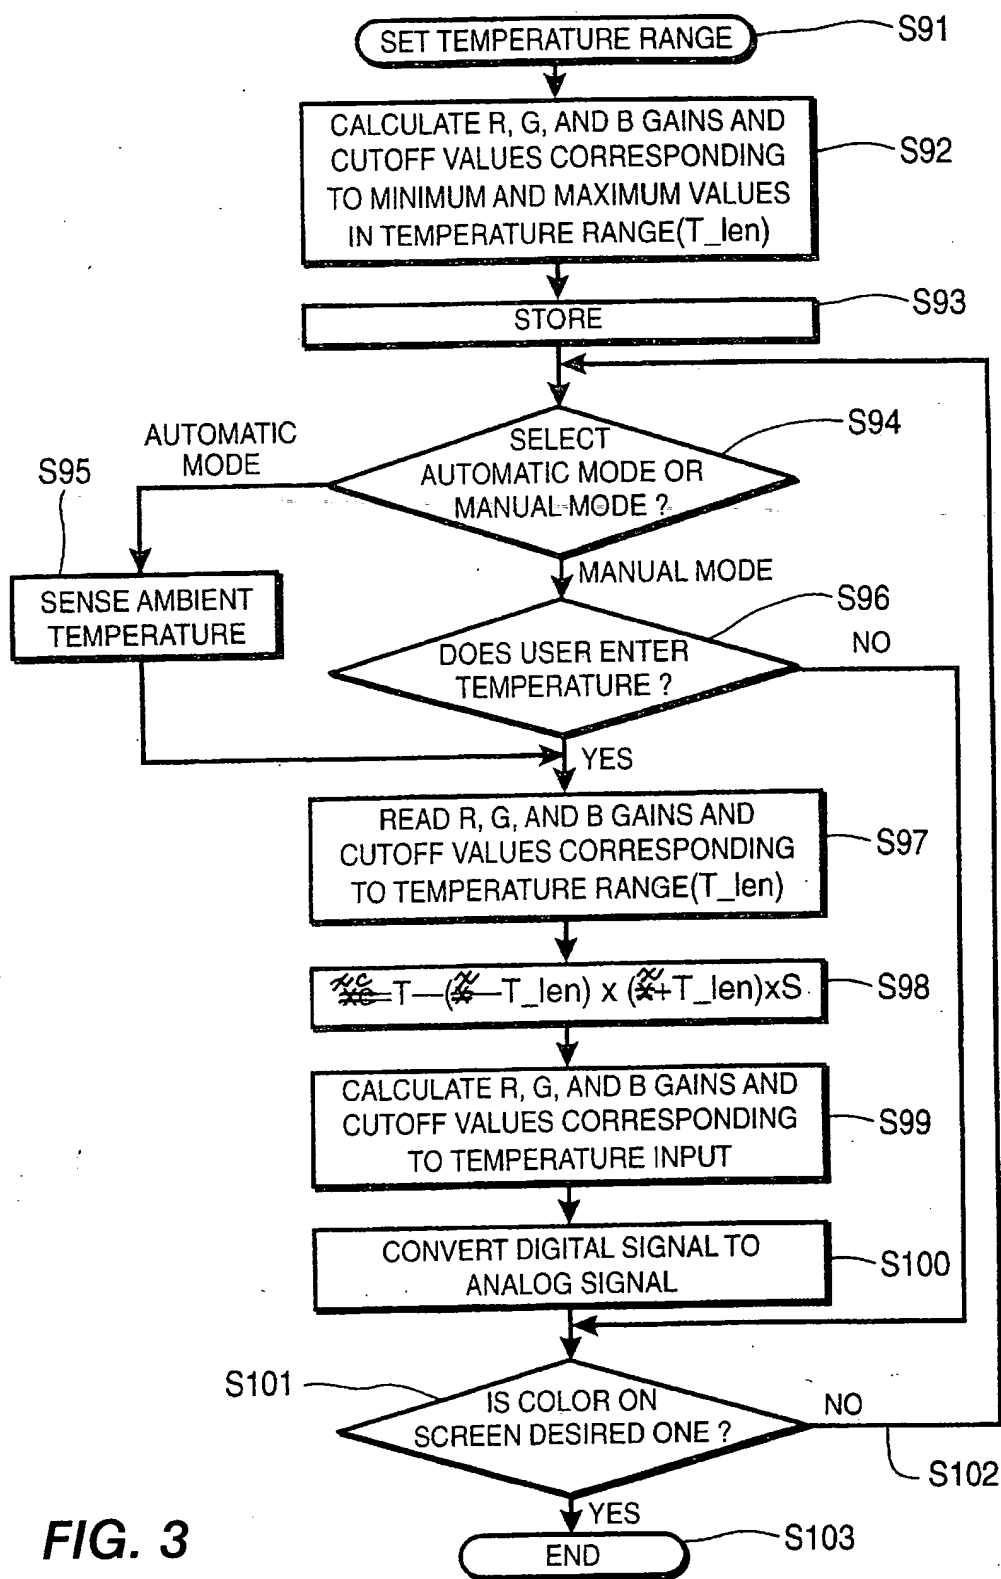 SET TEMPERATURE RANGE
S91
CALCULATE R, G, AND B GAINS AND
CUTOFF VALUES CORRESPONDING
TO MINIMUM AND MAXIMUM VALUES
IN TEMPERATURE RANGE(T_len)
S92
STORE
S93
SELECT
AUTOMATIC MODE OR
MANUAL MODE ?
S94
AUTOMATIC
MODE
S95
SENSE AMBIENT
TEMPERATURE
MANUAL MODE
S96
DOES USER ENTER
TEMPERATURE ?
NO
YES
READ R, G, AND B GAINS AND
CUTOFF VALUES CORRESPONDING
TO TEMPERATURE RANGE(T_len)
S97
xc=T—(x—T_len) x (x+T_len)xS
S98
CALCULATE R, G, AND B GAINS AND
CUTOFF VALUES CORRESPONDING
TO TEMPERATURE INPUT
S99
CONVERT DIGITAL SIGNAL TO
ANALOG SIGNAL
S100
S101
IS COLOR ON
SCREEN DESIRED ONE ?
NO
S102
YES
END
S103
FIG. 3